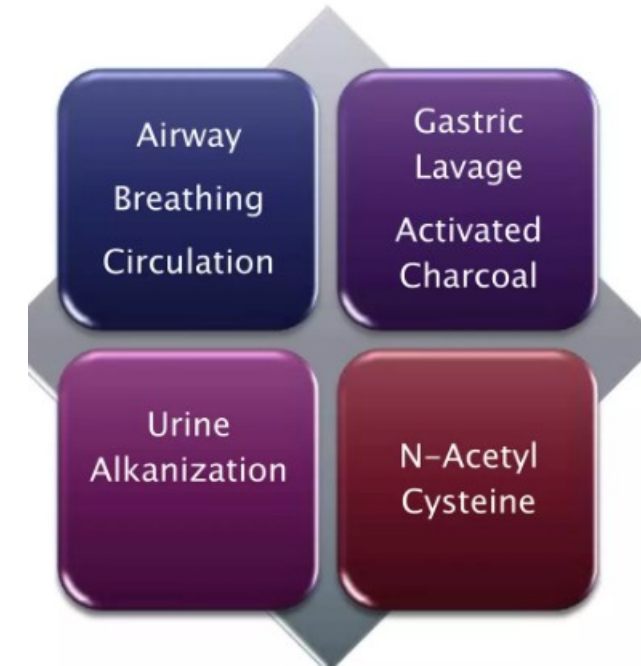 Airway
Breathing
Circulation
Gastric
Lavage
Activated
Charcoal
Urine
Alkanization
N-Acetyl
Cysteine